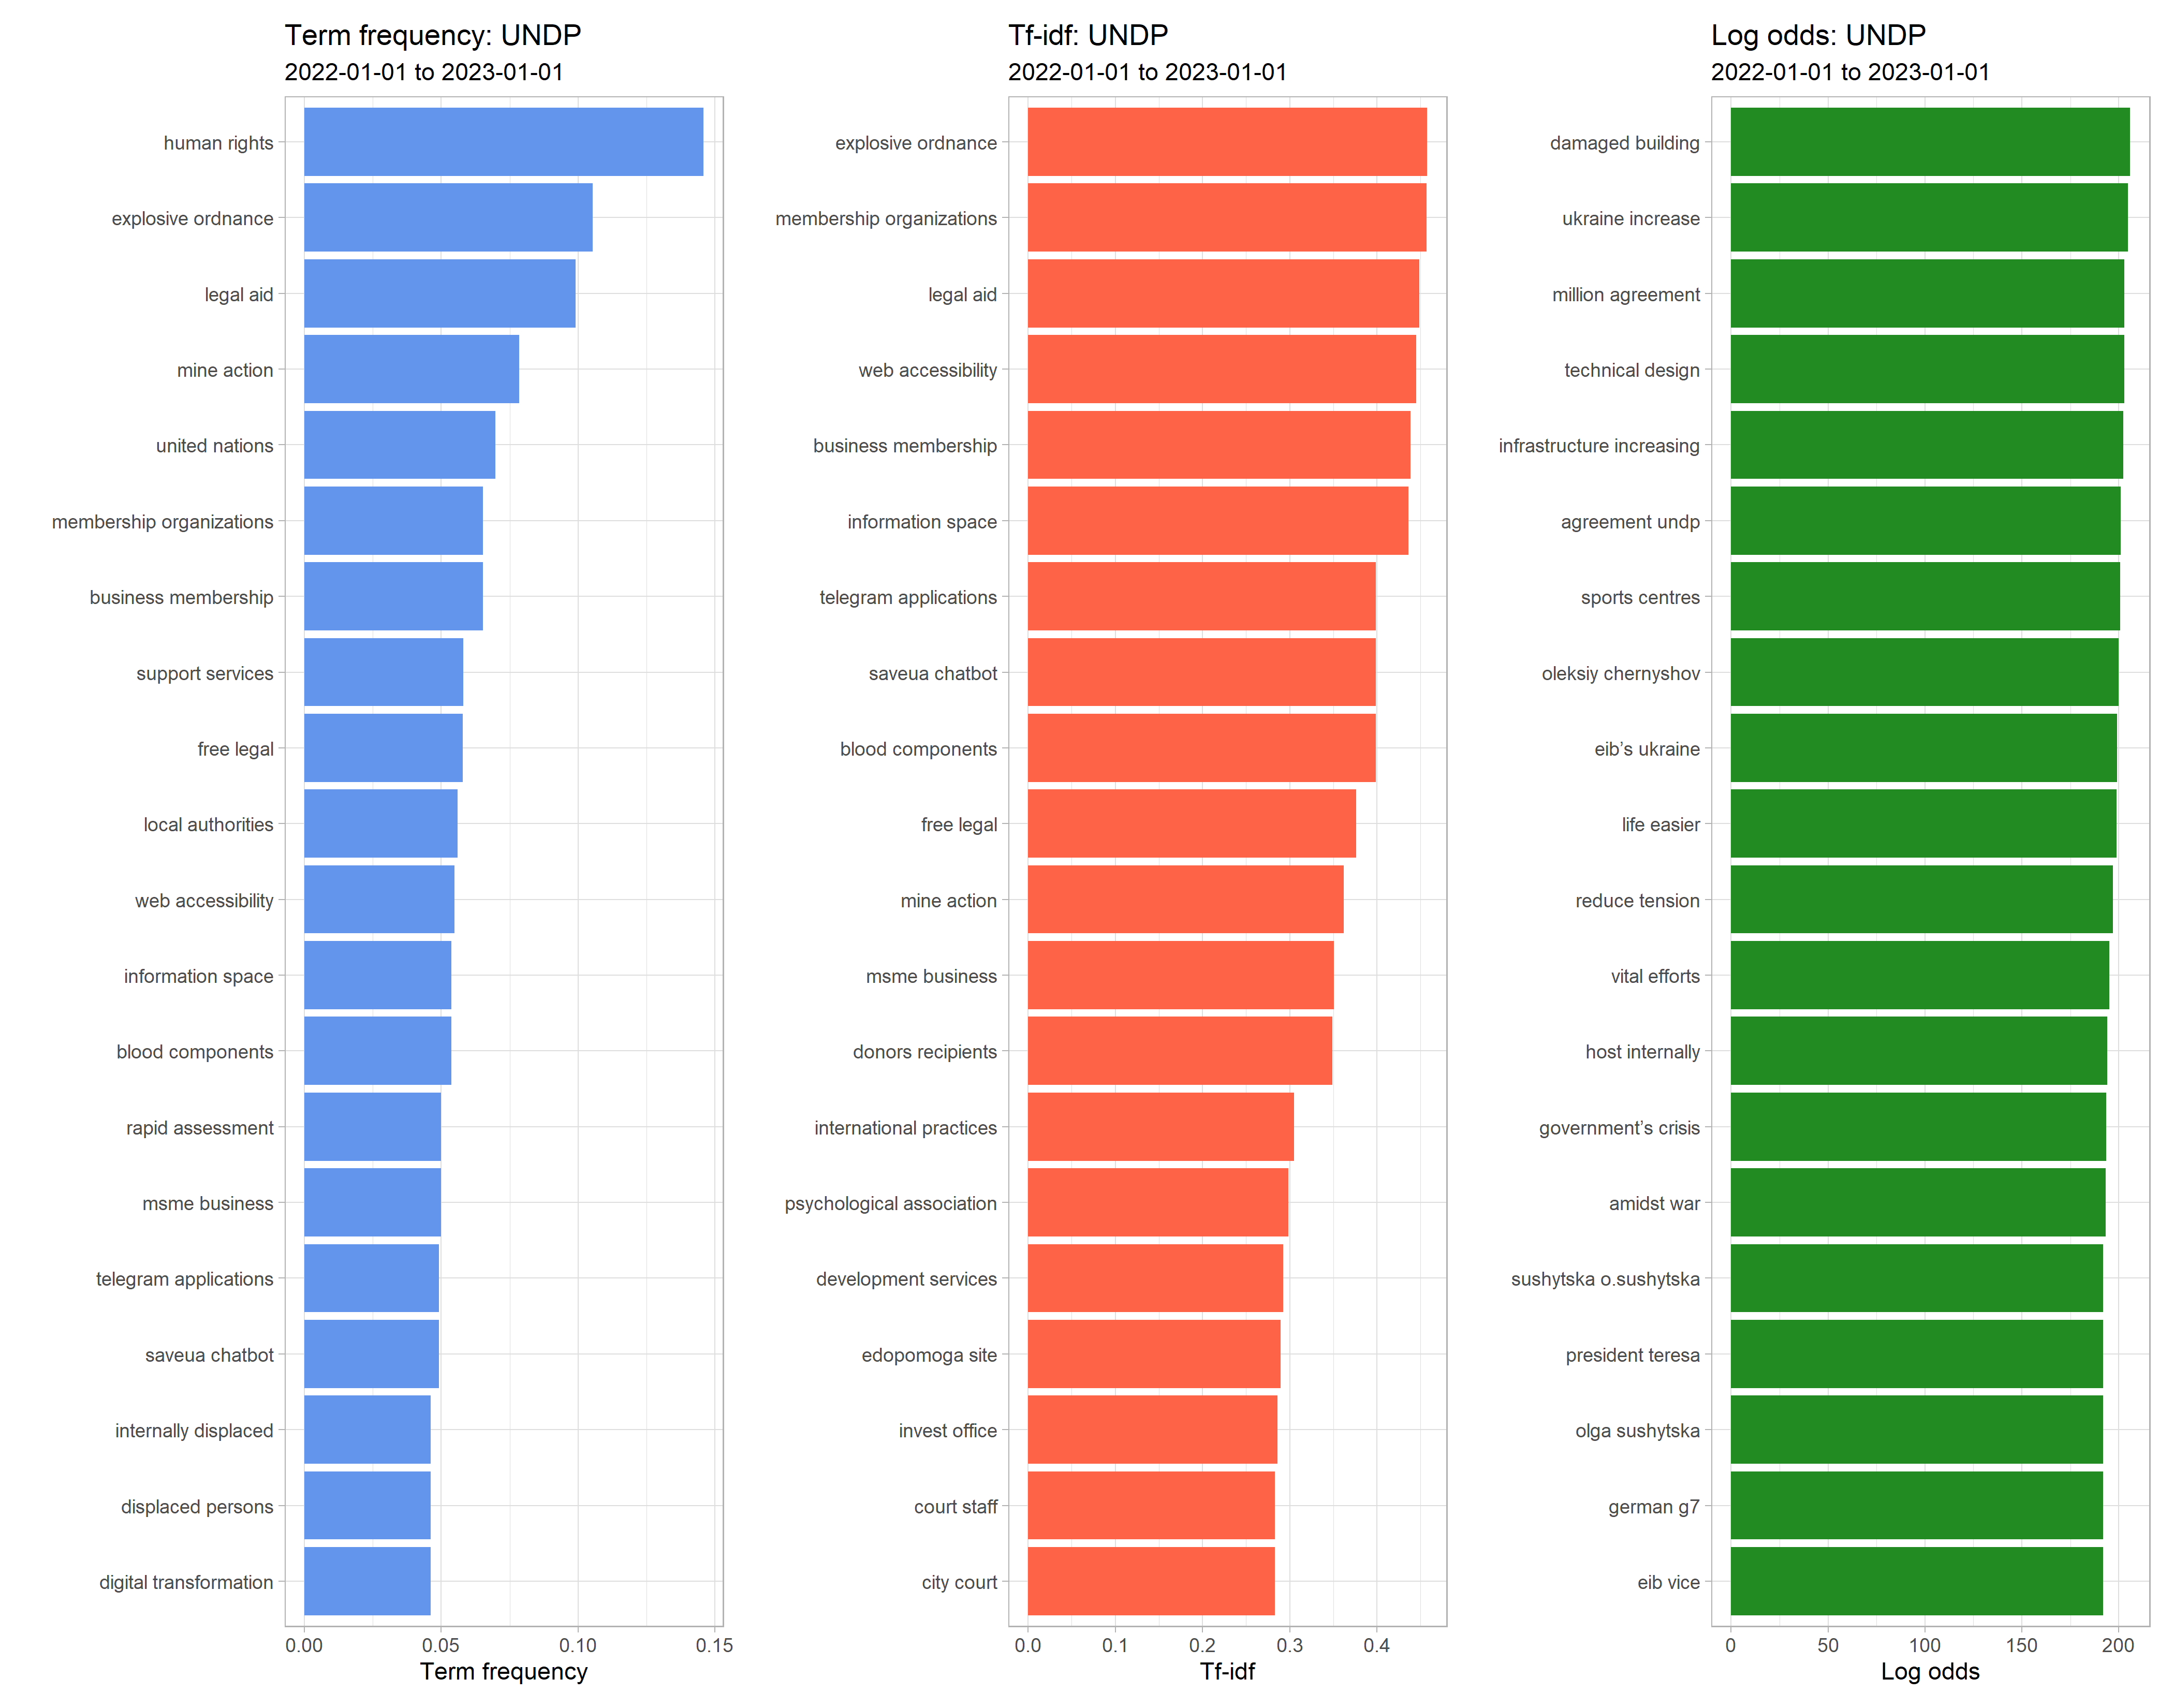 Term frequency: UNDP
2022-01-01 to 2023-01-01
human rights
explosive ordnance
legal aid
mine action
united nations
membership organizations
business membership
support services
free legal
local authorities
web accessibility
information space
blood components
rapid assessment
msme business
telegram applications
saveua chatbot
internally displaced
displaced persons
digital transformation
0.00 0.05 0.10 0.15
Term frequency
Tf-idf: UNDP
2022-01-01 to 2023-01-01
explosive ordnance
membership organizations
legal aid
web accessibility
business membership
information space
telegram applications
saveua chatbot
blood components
free legal
mine action
msme business
donors recipients
international practices
psychological association
development services
edopomoga site
invest office
court staff
city court
0.0 0.1 0.2 0.3 0.4
Tf-idf
Log odds: UNDP
2022-01-01 to 2023-01-01
damaged building
ukraine increase
million agreement
technical design
infrastructure increasing
agreement undp
sports centres
oleksiy chernyshov
eib’s ukraine
life easier
reduce tension
vital efforts
host internally
government’s crisis
amidst war
sushytska o.sushytska
president teresa
olga sushytska
german g7
eib vice
0 50 100 150 200
Log odds